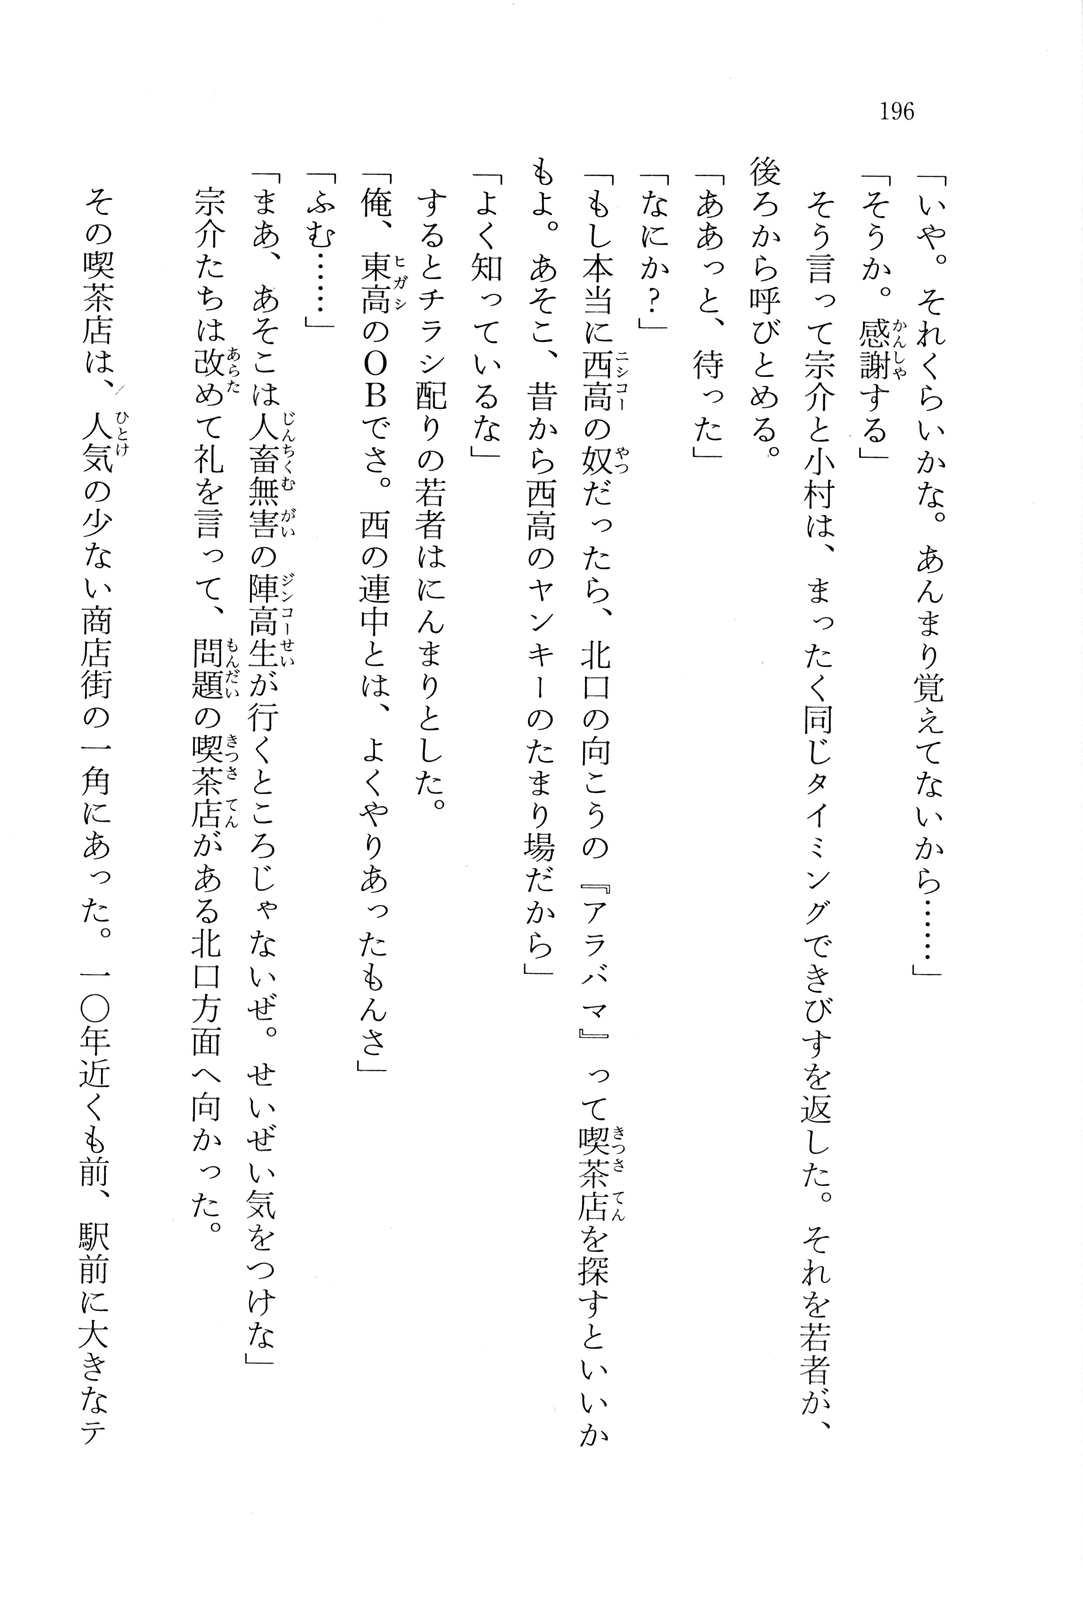 196
「いや。それくらいかな。あんまり覚えてないから……」
「そうか。感謝する」
そう言って宗介と小村は、まったく同じタイミングできびすを返した。それを若者が、
後ろから呼びとめる。
「ああっと、待った」
「なにか？」
「もし本当に西高の奴だったら、北口の向こうの『アラバマ』って喫茶店を探すといいか
もよ。あそこ、昔から西高のヤンキーのたまり場だから」
「よく知っているな」
するとチラシ配りの若者はにんまりとした。
「俺、東高のＯＢでさ。西の連中とは、よくやりあったもんさ」
「ふむ……」
「まあ、あそこは人畜無害の陣高生が行くところじゃないぜ。せいぜい気をつけな」
宗介たちは改めて礼を言って、問題の喫茶店がある北口方面へ向かった。
その喫茶店は、人気の少ない商店街の一角にあった。一〇年近くも前、駅前に大きなテ